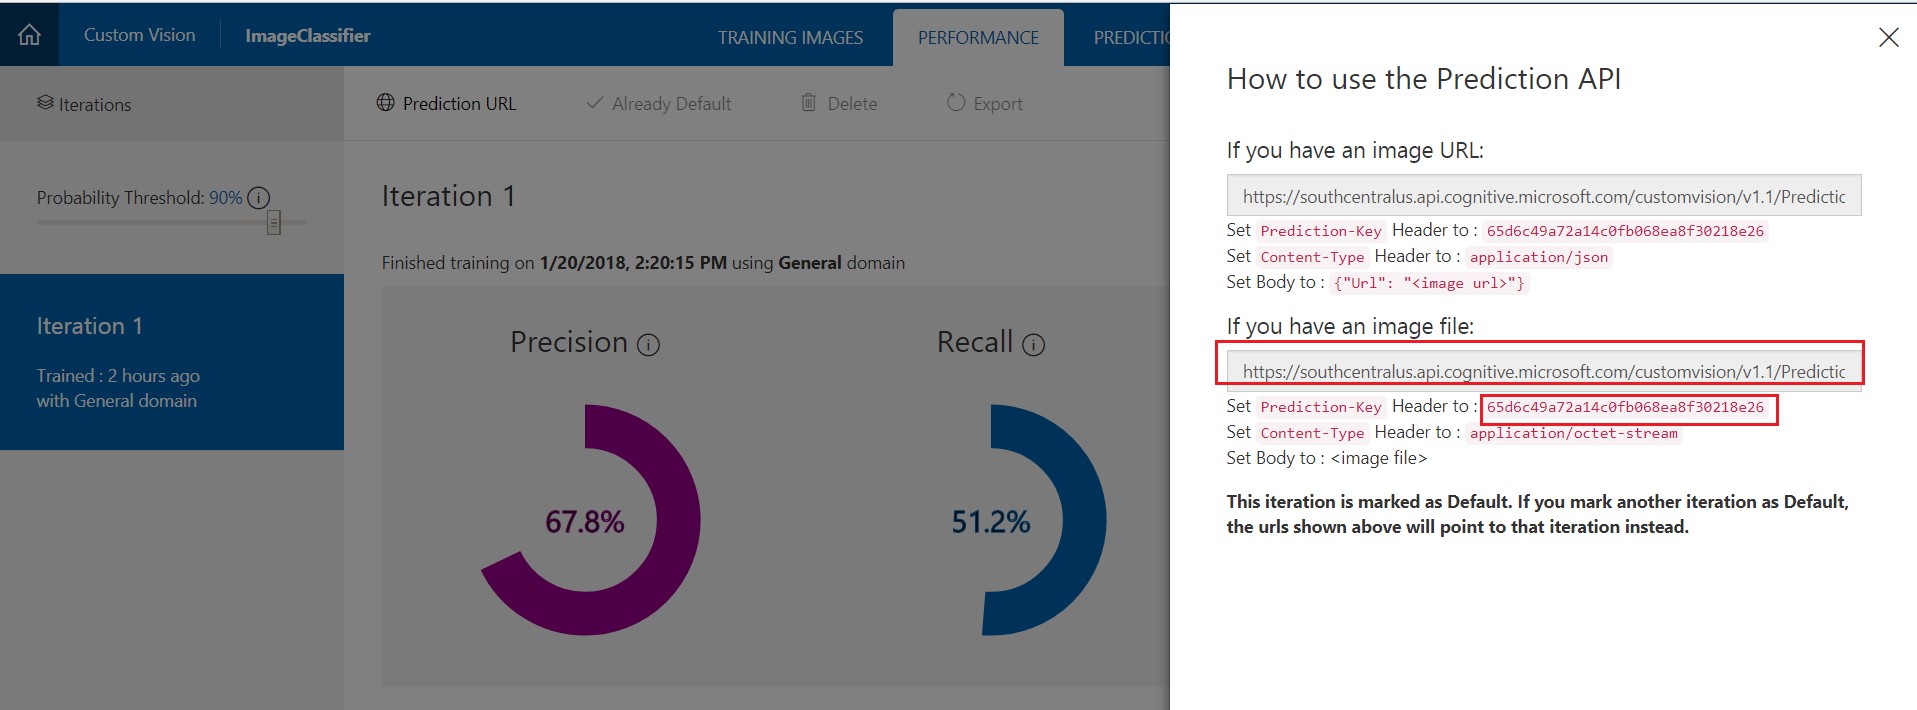 Custom Vision
ImageClassifier
TRAINING IMAGES
PERFORMANCE
PREDICTIO
Iterations
Prediction URL
Already Default
Delete
Export
Probability Threshold: 90%
Iteration 1
Finished training on 1/20/2018, 2:20:15 PM using General domain
Iteration 1
Trained : 2 hours ago
with General domain
Precision
Recall
67.8%
51.2%
How to use the Prediction API
If you have an image URL:
https://southcentralus.api.cognitive.microsoft.com/customvision/v1.1/Predictic
Set Prediction-Key Header to : 65d6c49a72a14c0fb068ea8f30218e26
Set Content-Type Header to : application/json
Set Body to : {"Url": "<image url>"}
If you have an image file:
https://southcentralus.api.cognitive.microsoft.com/customvision/v1.1/Predictic
Set Prediction-Key Header to : 65d6c49a72a14c0fb068ea8f30218e26
Set Content-Type Header to : application/octet-stream
Set Body to : <image file>
This iteration is marked as Default. If you mark another iteration as Default,
the urls shown above will point to that iteration instead.